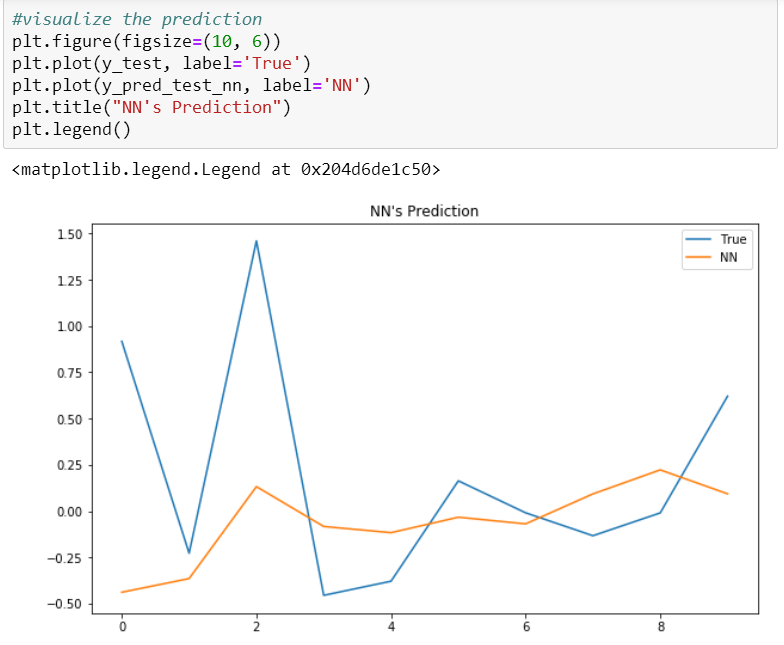 #visualize the prediction
plt.figure(figsize=(10, 6))
plt.plot(y_test, label='True')
plt.plot(y_pred_test_nn, label='NN')
plt.title("NN's Prediction")
plt.legend()
<matplotlib.legend.Legend at 0x204d6de1c50>
NN's Prediction
1.50
1.25
1.00
0.75
0.50
0.25
0.00
−0.25
−0.50
0 2 4 6 8
True
NN